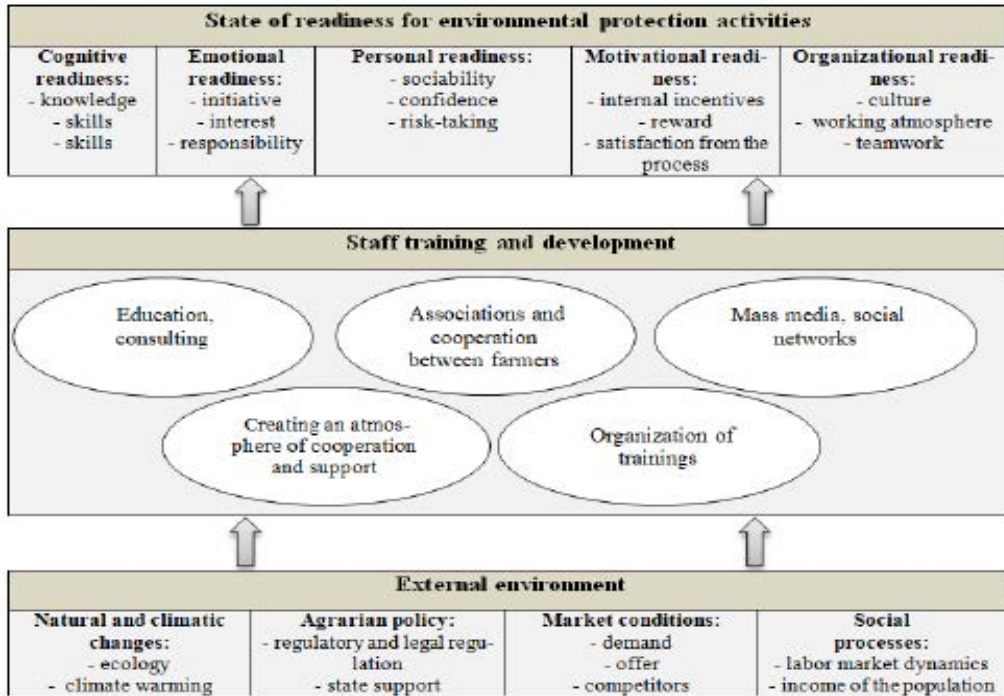 State of readiness for environmental protection activities
Cognitive
readiness:
- knowledge
- skills
- skills
Emotional
readiness:
- initiative
- interest
- responsibility
Personal readiness:
- sociability
- confidence
- risk-taking
Motivational readi-
ness:
- internal incentives
- reward
- satisfaction from the
process
Organizational readi-
ness:
- culture
- working atmosphere
- teamwork
Staff training and development
Education,
consulting
Associations and
cooperation
between farmers
Mass media, social
networks
Creating an atmos-
phere of cooperation
and support
Organization of
trainings
External environment
Natural and climatic
changes:
- ecology
- climate warming
Agrarian policy:
- regulatory and legal regu-
lation
- state support
Market conditions:
- demand
- offer
- competitors
Social
processes:
- labor market dynamics
- income of the population